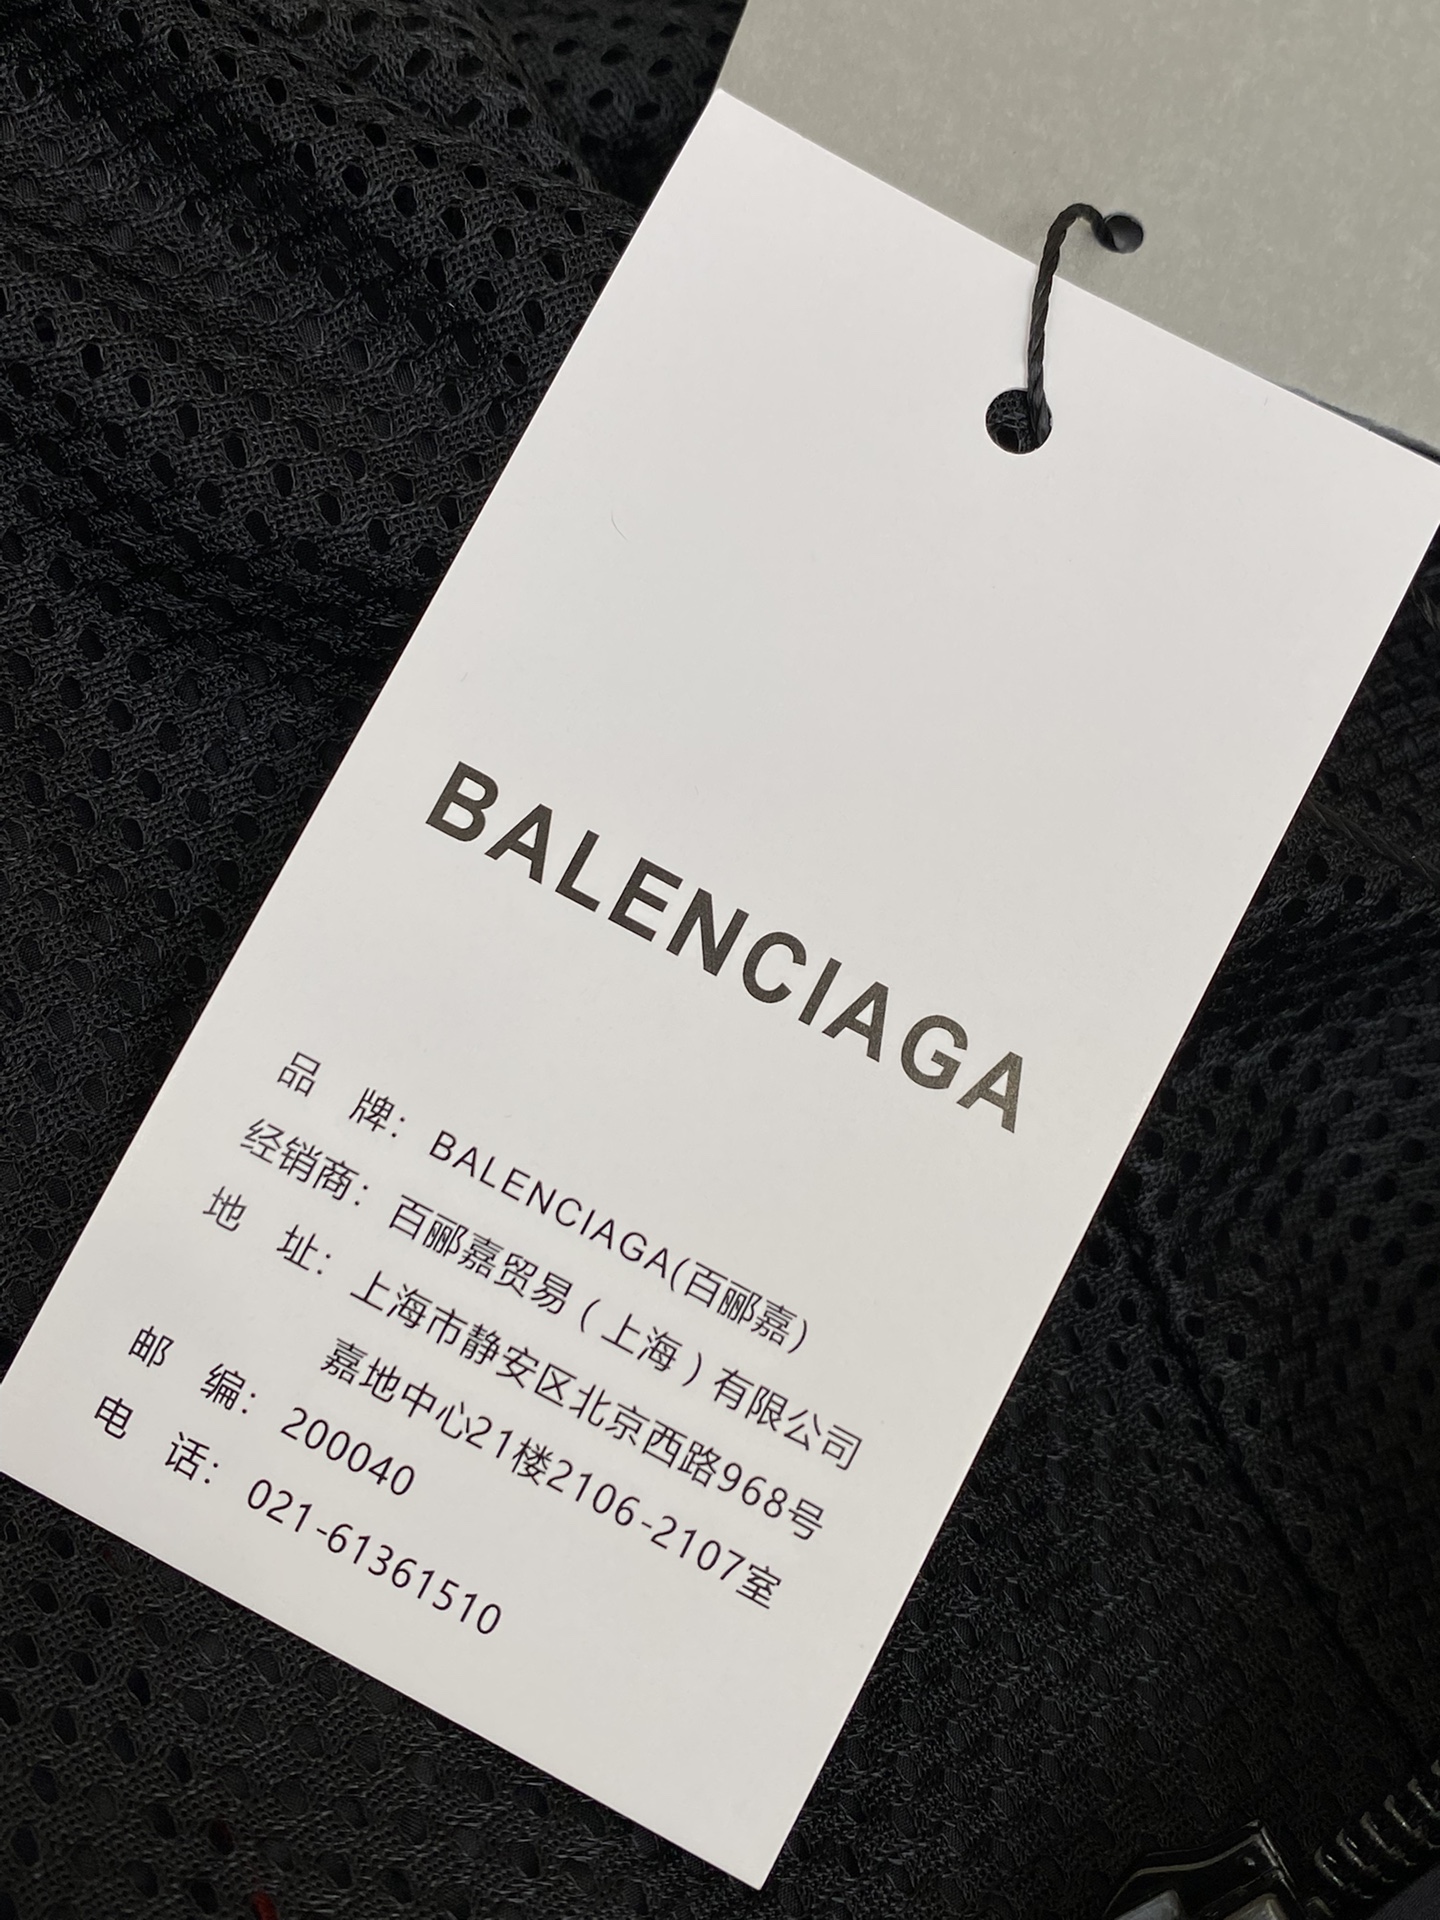 BALENCIAGA
品 牌：BALENCIAGA(百郦嘉)
经销商：百郦嘉贸易（上海）有限公司
地 址：上海市静安区北京西路968号
嘉地中心21楼2106-2107室
邮 编：200040
电 话：021-61361510